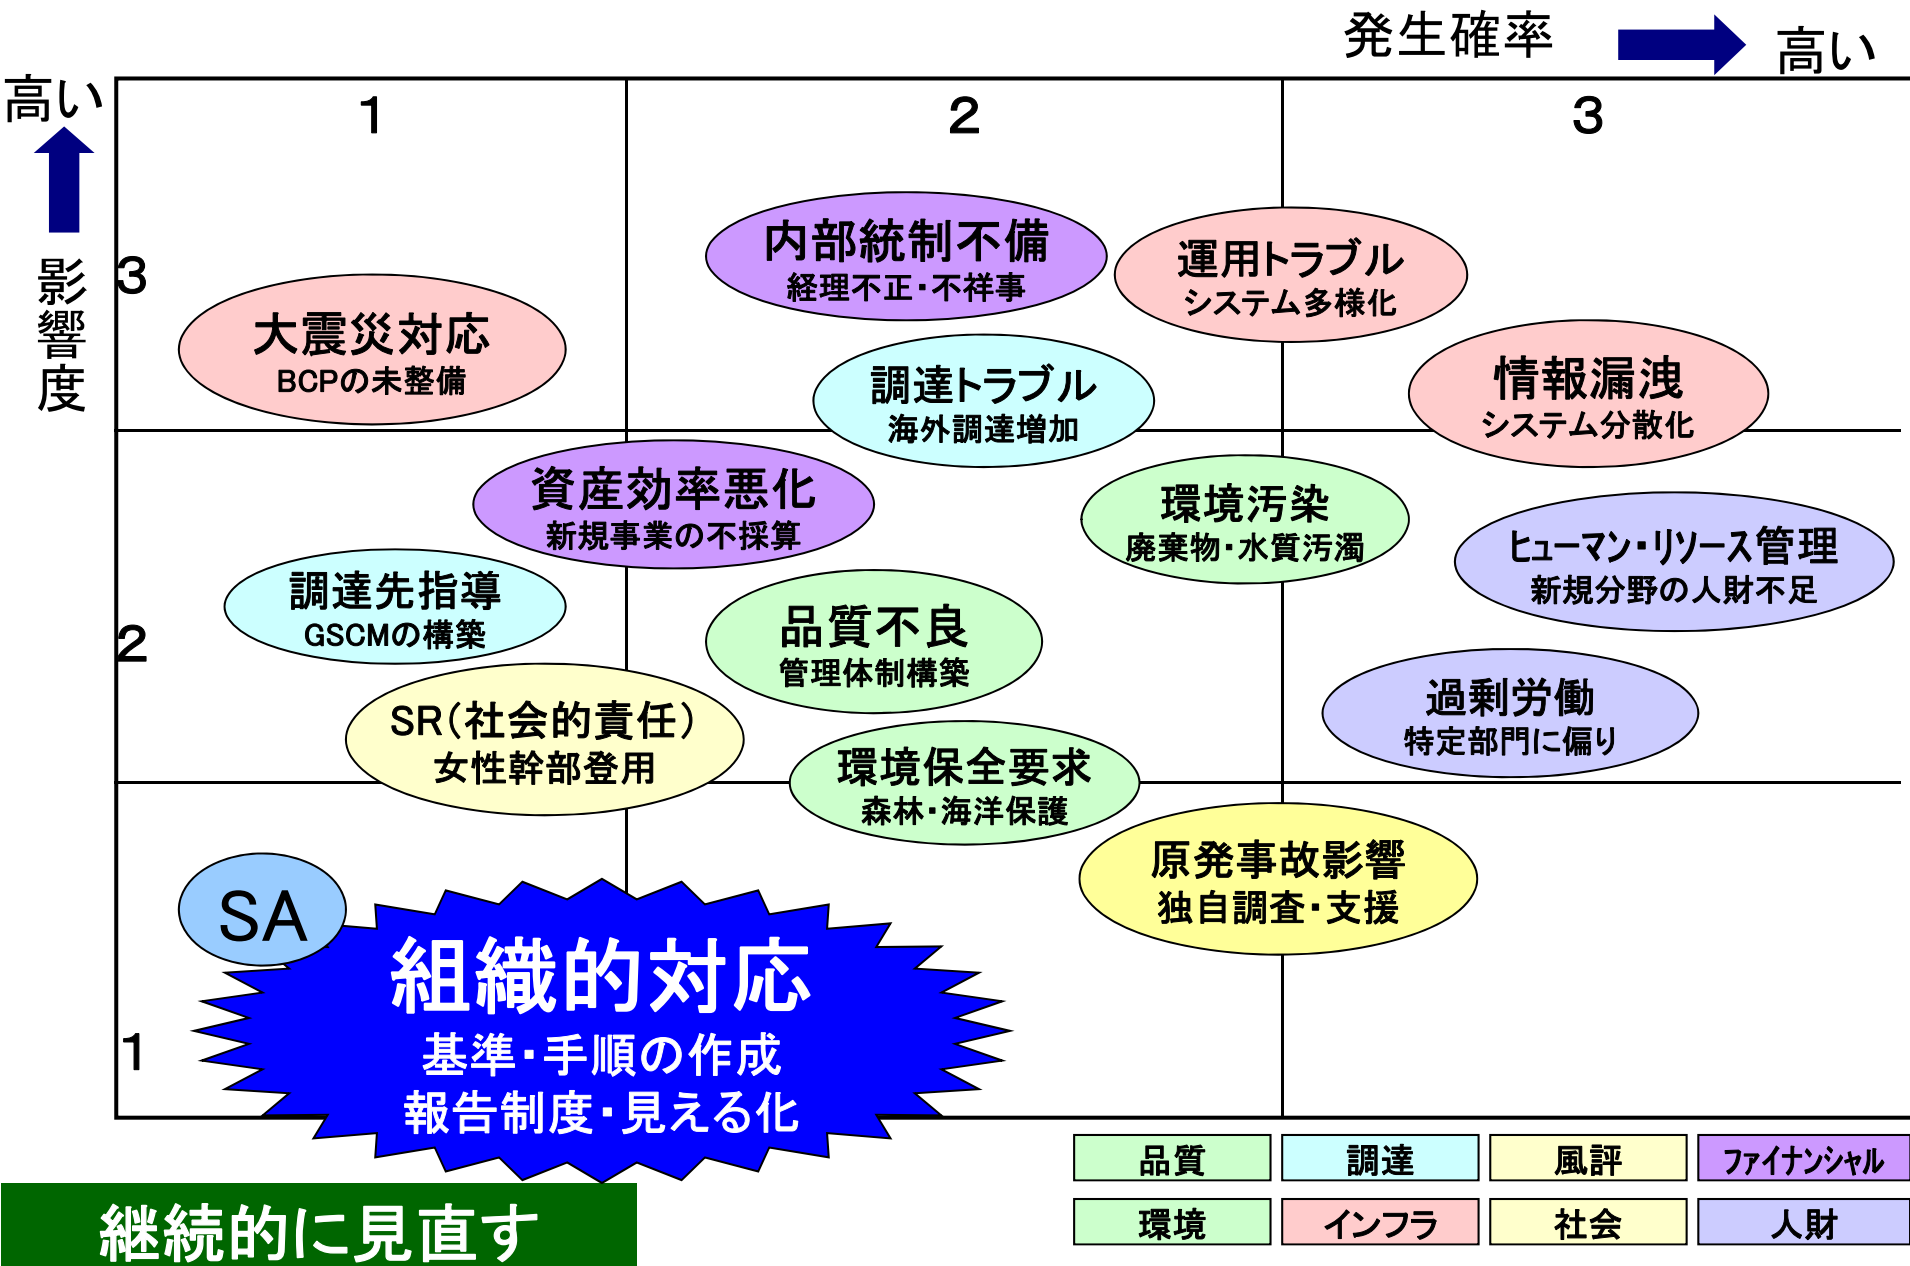 発生確率 高い
高い
影響度
1 2 3
3
2
1
内部統制不備
経理不正・不祥事
運用トラブル
システム多様化
大震災対応
BCPの未整備
調達トラブル
海外調達増加
情報漏洩
システム分散化
資産効率悪化
新規事業の不採算
環境汚染
廃棄物・水質汚濁
ヒューマン・リソース管理
新規分野の人財不足
調達先指導
GSCMの構築
品質不良
管理体制構築
過剰労働
特定部門に偏り
SR（社会的責任）
女性幹部登用
環境保全要求
森林・海洋保護
原発事故影響
独自調査・支援
SA
組織的対応
基準・手順の作成
報告制度・見える化
品質 調達 風評 ファイナンシャル
環境 インフラ 社会 人財
継続的に見直す